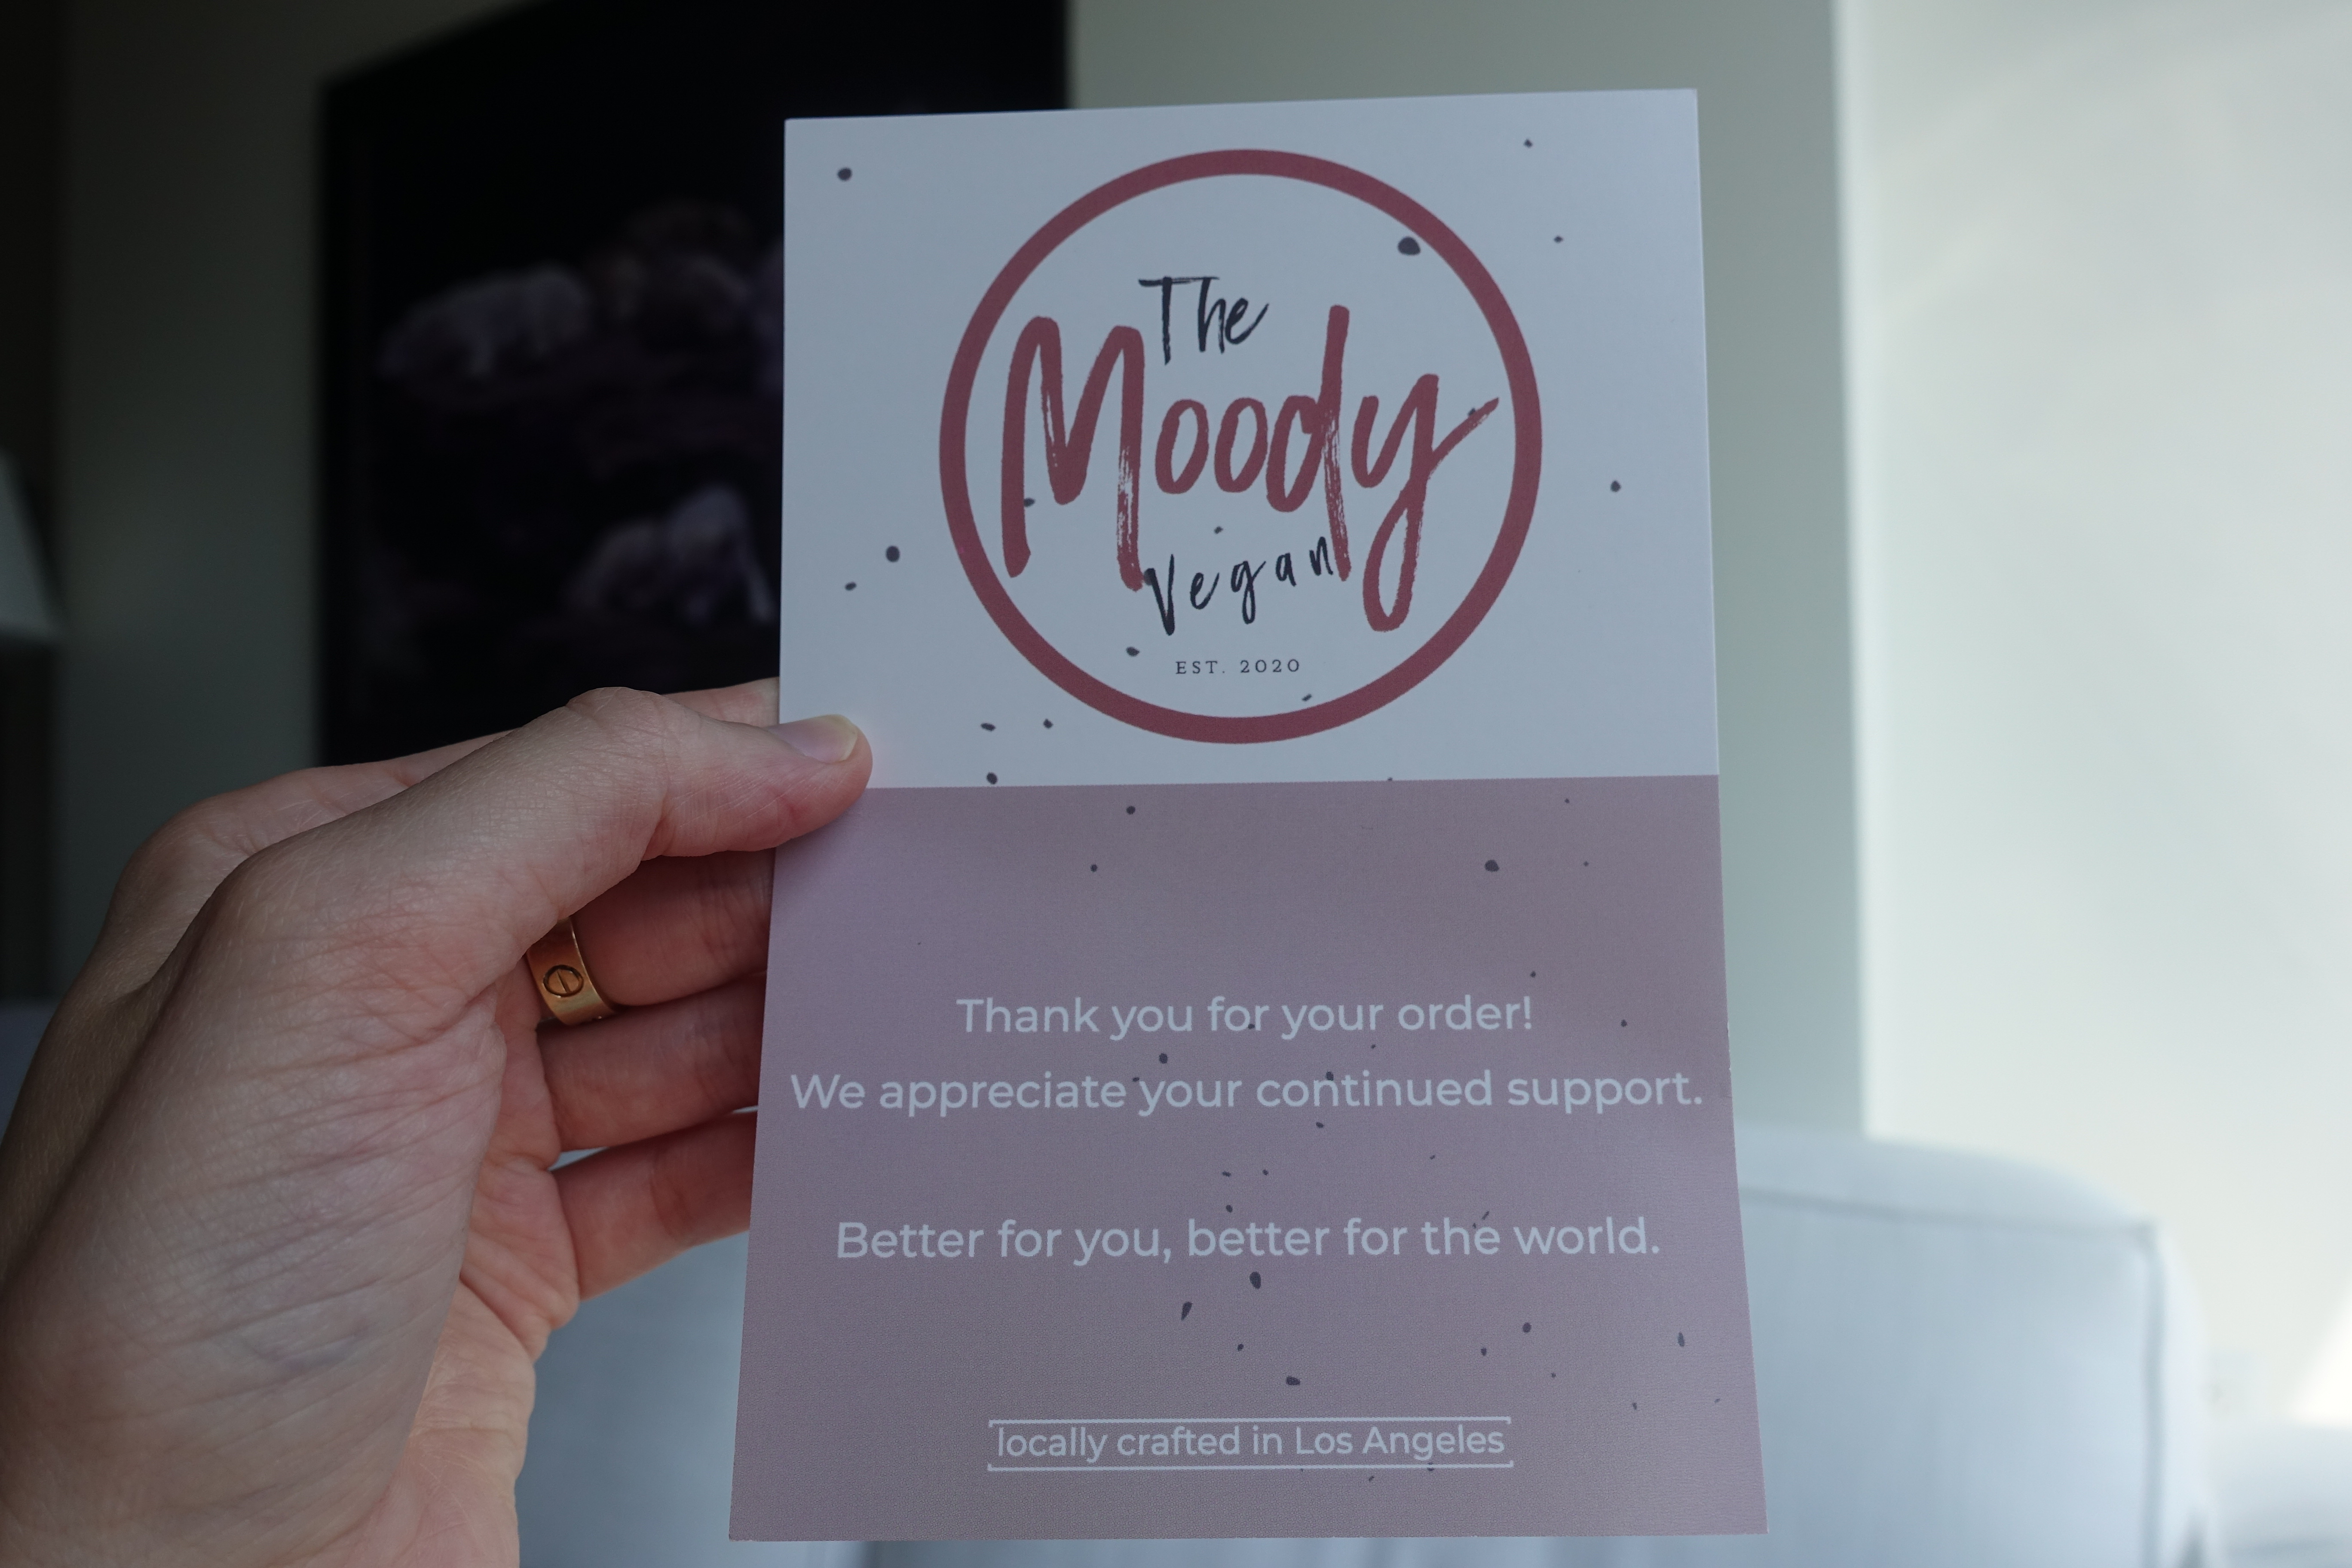 The
Moody
Vegan
EST. 2020
Thank you for your order!
We appreciate your continued support.
Better for you, better for the world.
locally crafted in Los Angeles